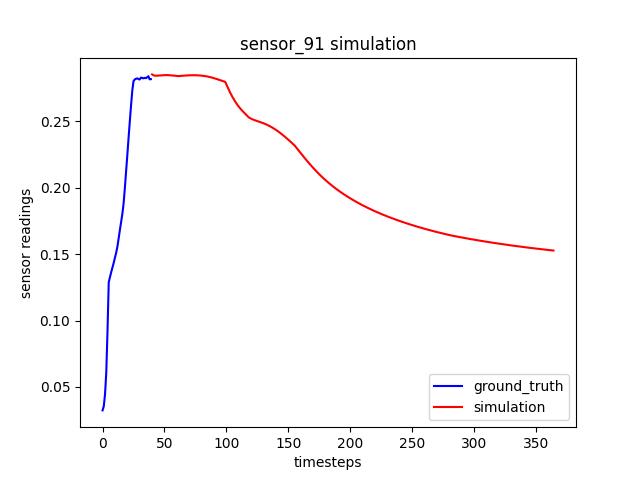 sensor_91 simulation
sensor readings
0.25
0.20
0.15
0.10
0.05
0 50 100 150 200 250 300 350
timesteps
ground_truth
simulation